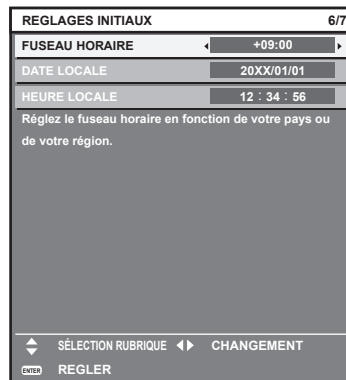 REGLAGES INITIAUX 6/7
FUSEAU HORAIRE +09:00
DATE LOCALE 20XX/01/01
HEURE LOCALE 12 : 34 : 56
Réglez le fuseau horaire en fonction de votre pays ou
de votre région.
SÉLECTION RUBRIQUE CHANGEMENT
ENTER REGLER